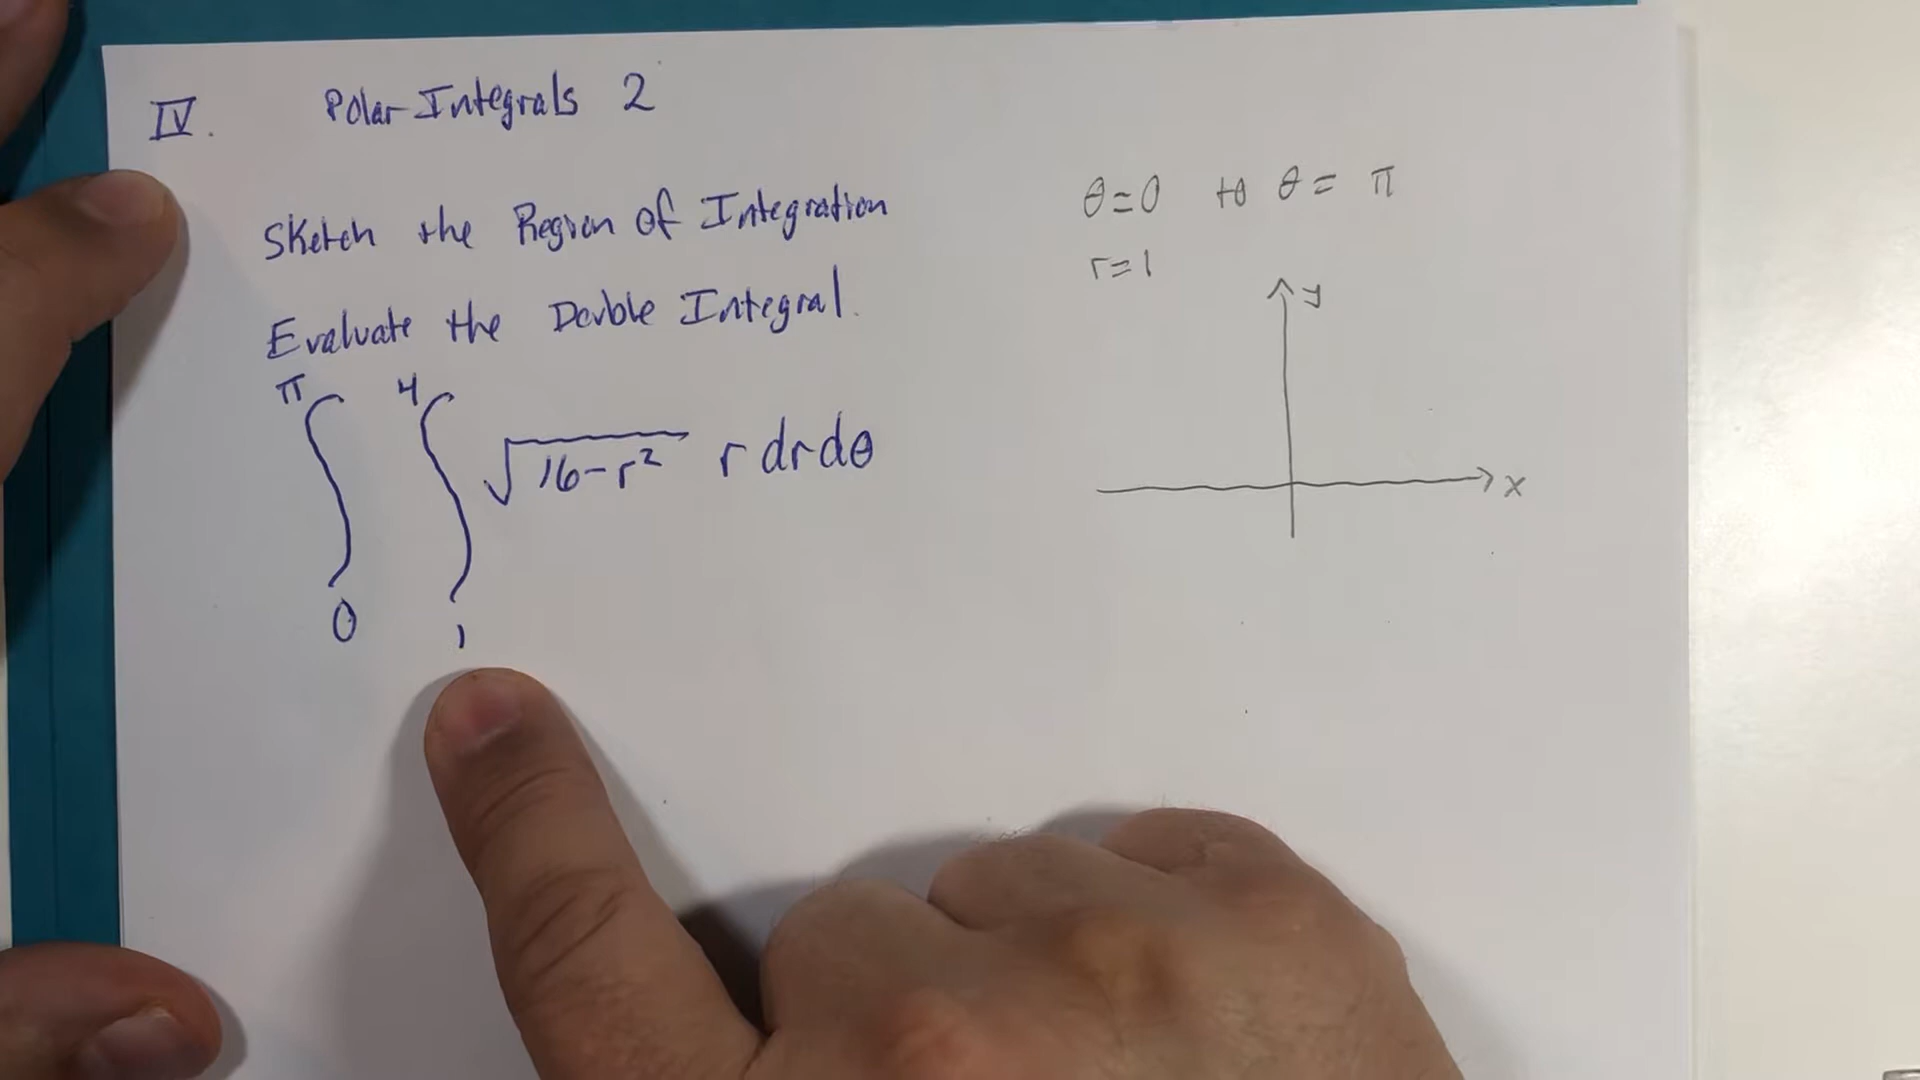 IV. Polar Integrals 2
Sketch the Region of Integration
Evaluate the Double Integral.
π 4
∫ ∫ √16-r² r dr dθ
0 1
θ=0 to θ= π
r=1
y
x